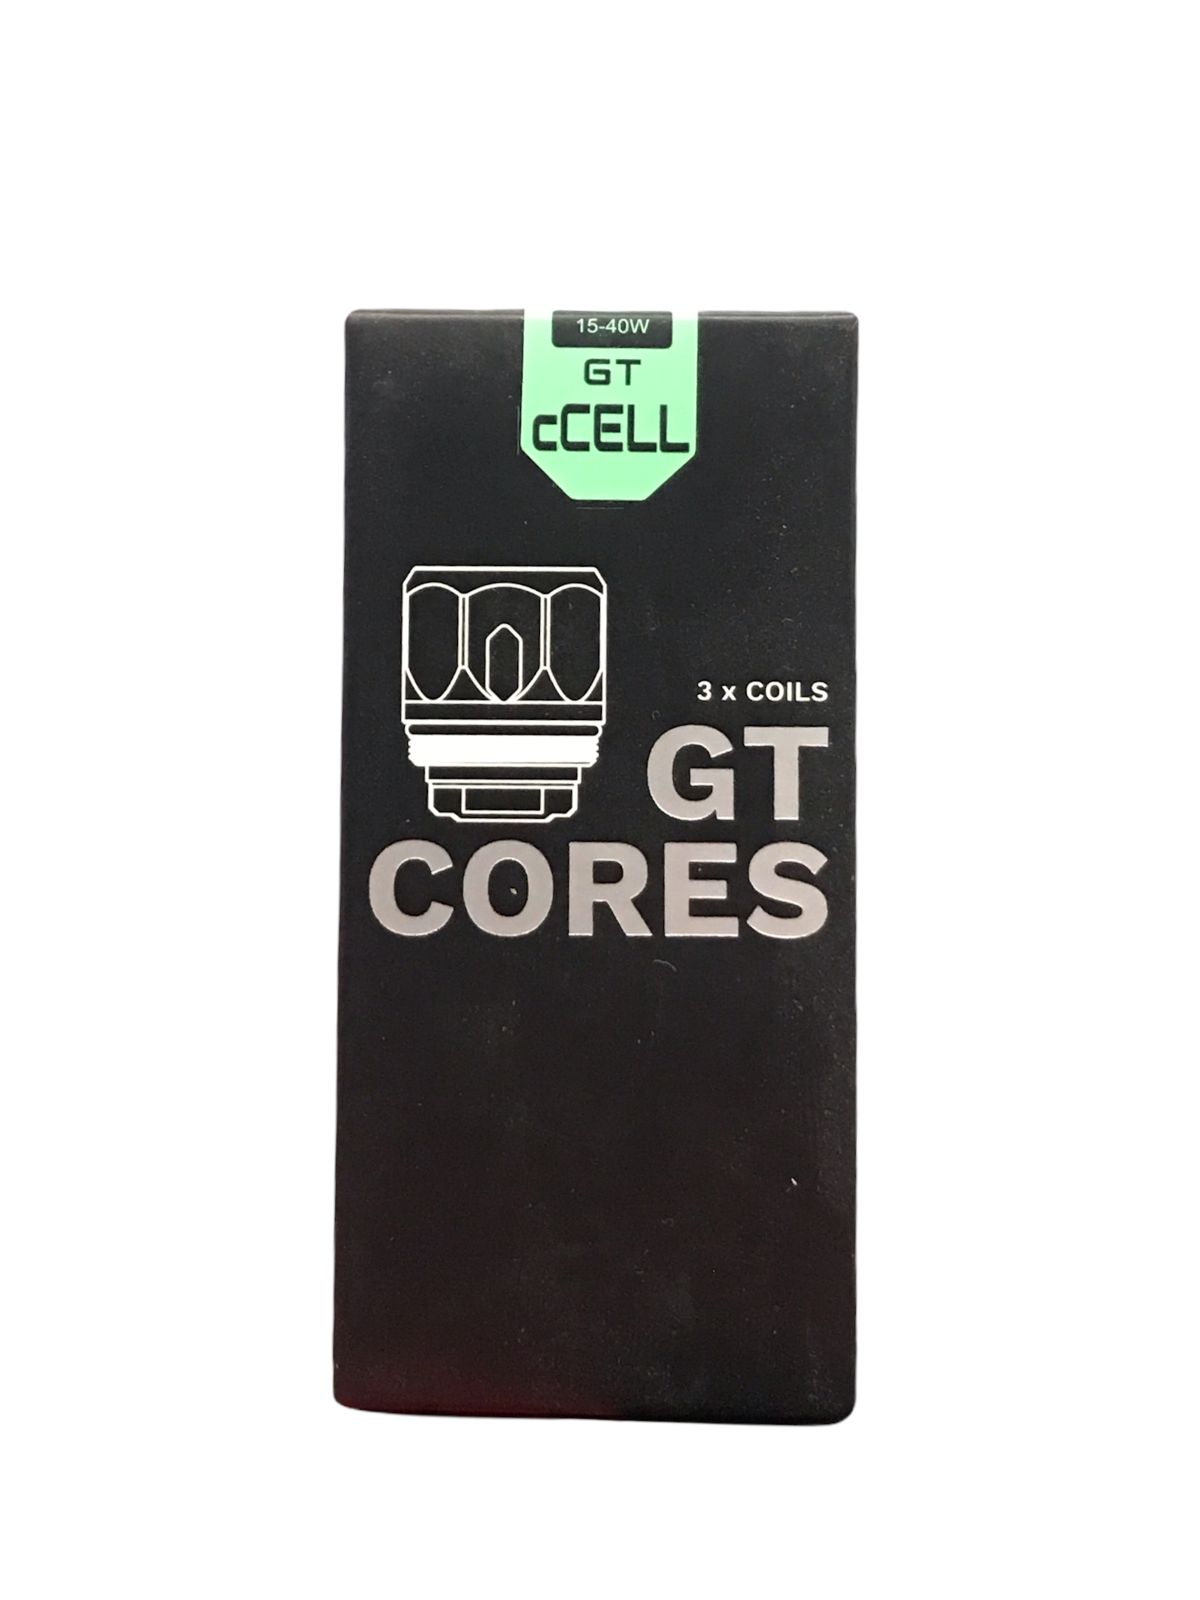 15-40W
GT
cCELL
3 x COILS
GT
CORES